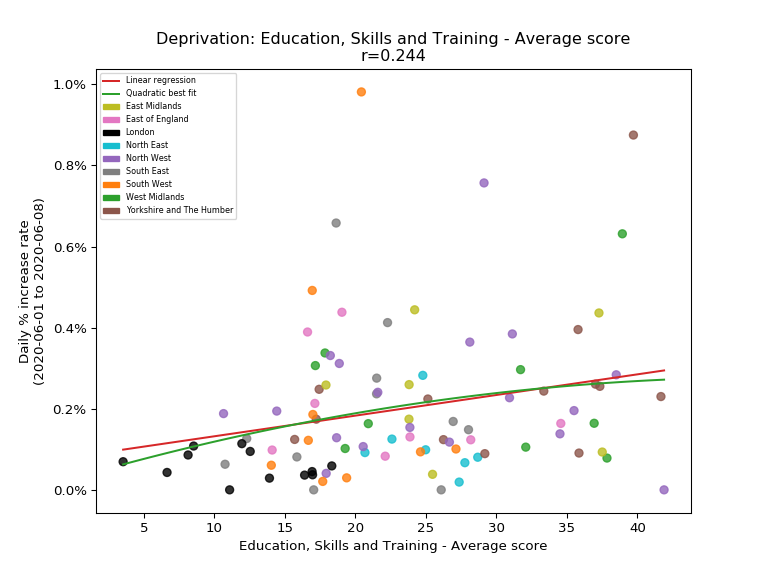 Deprivation: Education, Skills and Training - Average score
r=0.244
Linear regression
Quadratic best fit
East Midlands
East of England
London
North East
North West
South East
South West
West Midlands
Yorkshire and The Humber
1.0%
0.8%
0.6%
0.4%
0.2%
0.0%
Daily % increase rate
(2020-06-01 to 2020-06-08)
5 10 15 20 25 30 35 40
Education, Skills and Training - Average score